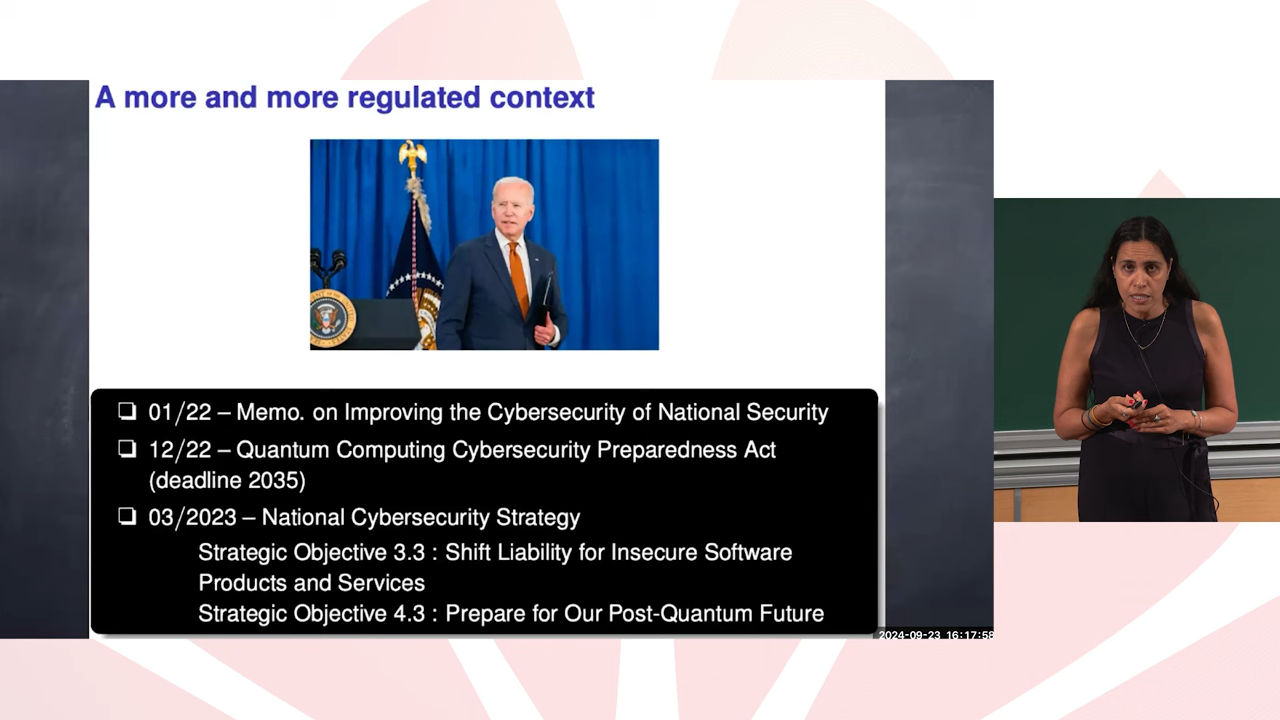 A more and more regulated context
❑ 01/22 – Memo. on Improving the Cybersecurity of National Security
❑ 12/22 – Quantum Computing Cybersecurity Preparedness Act
(deadline 2035)
❑ 03/2023 – National Cybersecurity Strategy
Strategic Objective 3.3 : Shift Liability for Insecure Software
Products and Services
Strategic Objective 4.3 : Prepare for Our Post-Quantum Future
2024-09-23 16:17:58